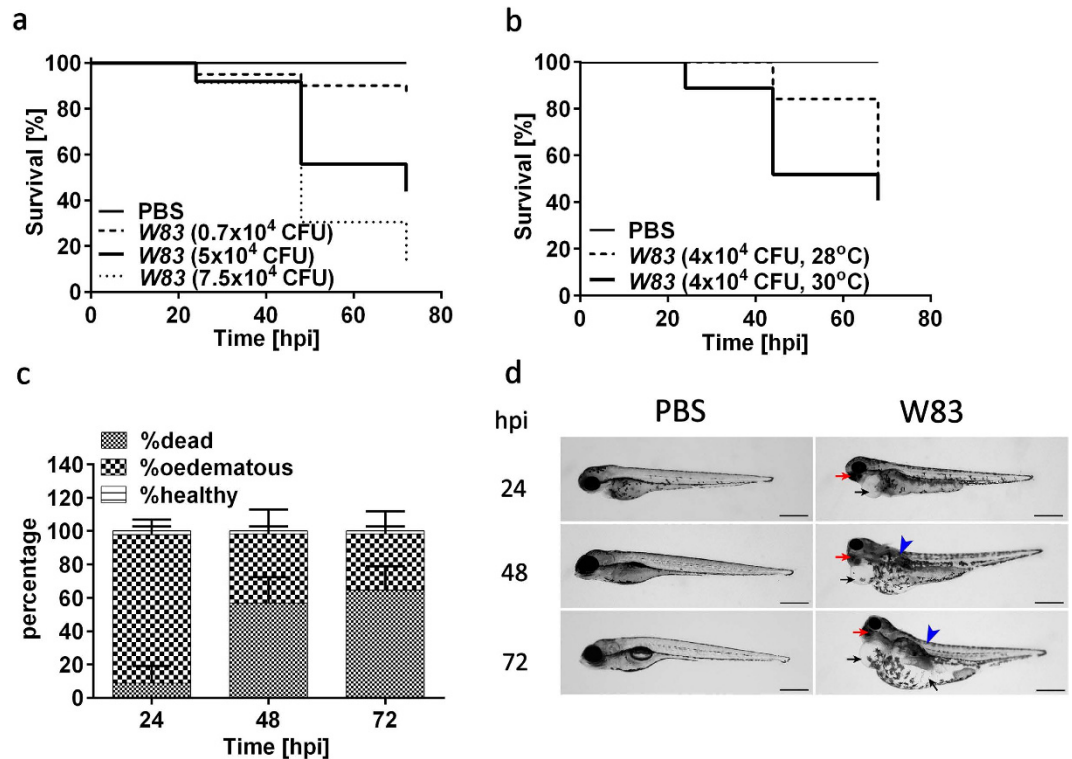 a
100
80
60
40
20
0
Survival [%]
PBS
W83 (0.7x10⁴ CFU)
W83 (5x10⁴ CFU)
W83 (7.5x10⁴ CFU)
0 20 40 60 80
Time [hpi]
b
100
80
60
40
20
0
Survival [%]
PBS
W83 (4x10⁴ CFU, 28°C)
W83 (4x10⁴ CFU, 30°C)
0 20 40 60 80
Time [hpi]
c
%dead
%oedematous
%healthy
140
120
100
80
60
40
20
0
percentage
24 48 72
Time [hpi]
d
hpi
PBS W83
24
48
72